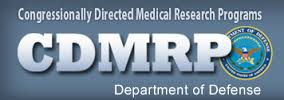 Congressionally Directed Medical Research Programs
CDMRP
Department of Defense